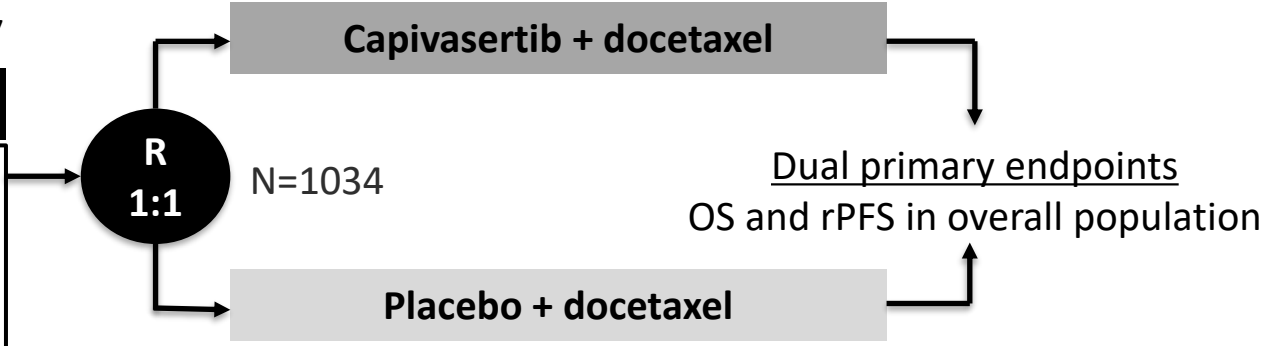 Capivasertib + docetaxel
R
1:1
N=1034
Dual primary endpoints
OS and rPFS in overall population
Placebo + docetaxel